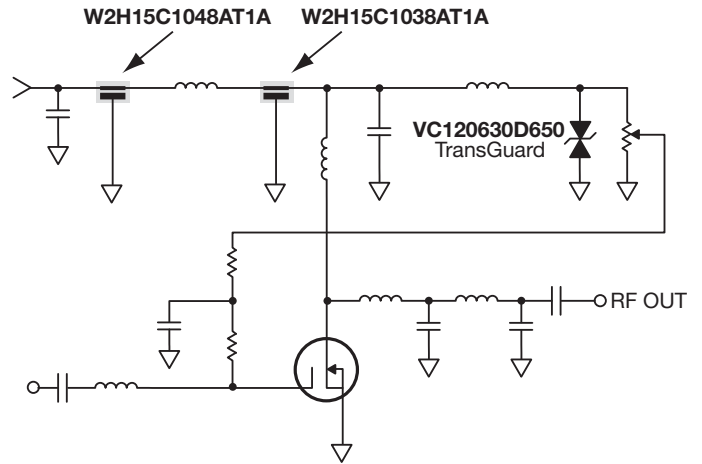 W2H15C1048AT1A
W2H15C1038AT1A
VC120630D650
TransGuard
RF OUT